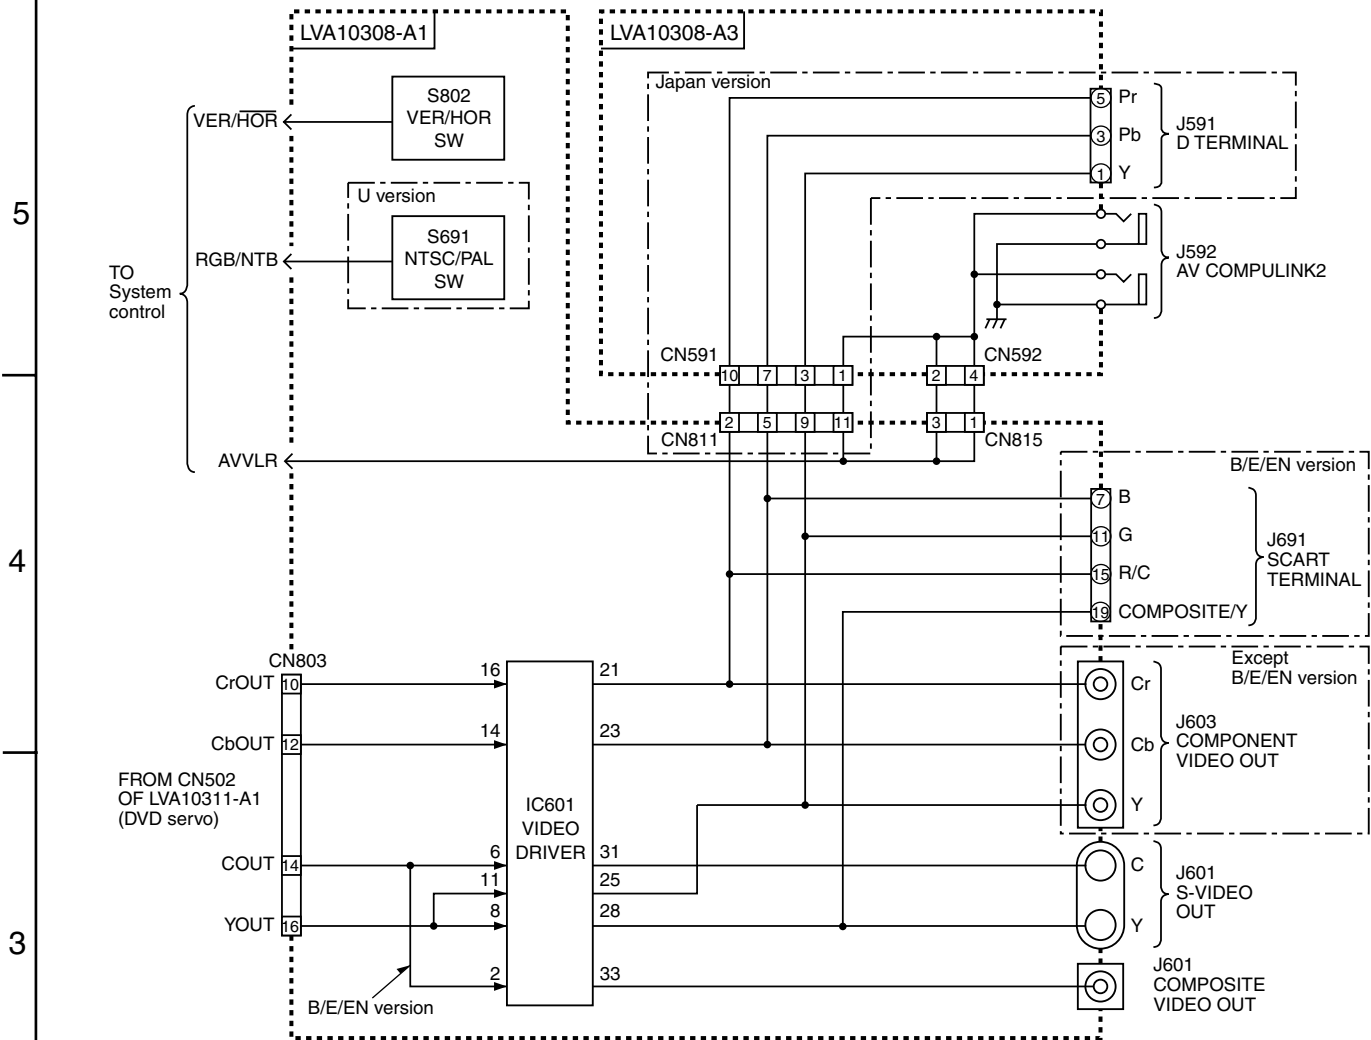 LVA10308-A1
LVA10308-A3
Japan version
S802
VER/HOR
SW
VER/HOR
U version
S691
NTSC/PAL
SW
RGB/NTB
TO
System
control
5
5 Pr
3 Pb
1 Y
J591
D TERMINAL
J592
AV COMPULINK2
CN591
CN592
10 7 3 1
2 4
2 5 9 11
3 1
CN811
CN815
AVVLR
B/E/EN version
7 B
11 G
15 R/C
19 COMPOSITE/Y
J691
SCART
TERMINAL
4
Except
B/E/EN version
CN803
CrOUT 10
16
21
Cr
CbOUT 12
14
23
Cb
J603
COMPONENT
VIDEO OUT
Y
FROM CN502
OF LVA10311-A1
(DVD servo)
IC601
VIDEO
DRIVER
COUT 14
6
31
C
11
25
YOUT 16
8
28
Y
J601
S-VIDEO
OUT
3
2
33
J601
COMPOSITE
VIDEO OUT
B/E/EN version